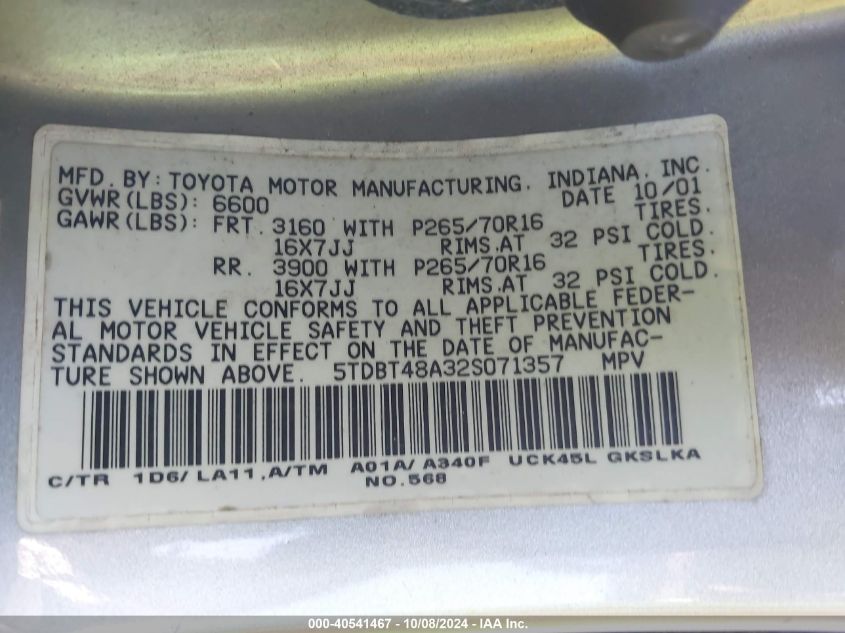 MFD. BY: TOYOTA MOTOR MANUFACTURING, INDIANA, INC.
GVWR(LBS): 6600 DATE 10/01
GAWR(LBS): FRT. 3160 WITH P265/70R16 TIRES.
16X7JJ RIMS.AT 32 PSI COLD.
RR. 3900 WITH P265/70R16 TIRES.
16X7JJ RIMS.AT 32 PSI COLD.
THIS VEHICLE CONFORMS TO ALL APPLICABLE FEDER-
AL MOTOR VEHICLE SAFETY AND THEFT PREVENTION
STANDARDS IN EFFECT ON THE DATE OF MANUFAC-
TURE SHOWN ABOVE. 5TDBT48A32S071357 MPV
C/TR 1D6/LA11,A/TM A01A/A340F UCK45L GKSLKA
NO.568
000-40541467 - 10/08/2024 - IAA Inc.